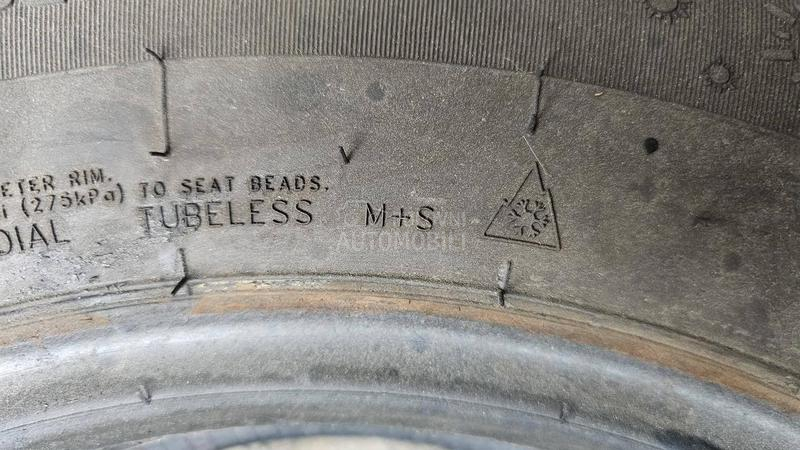 ETER RIM.
i (275kPa) TO SEAT BEADS.
DIAL TUBELESS M+S
AUTOMOBILI